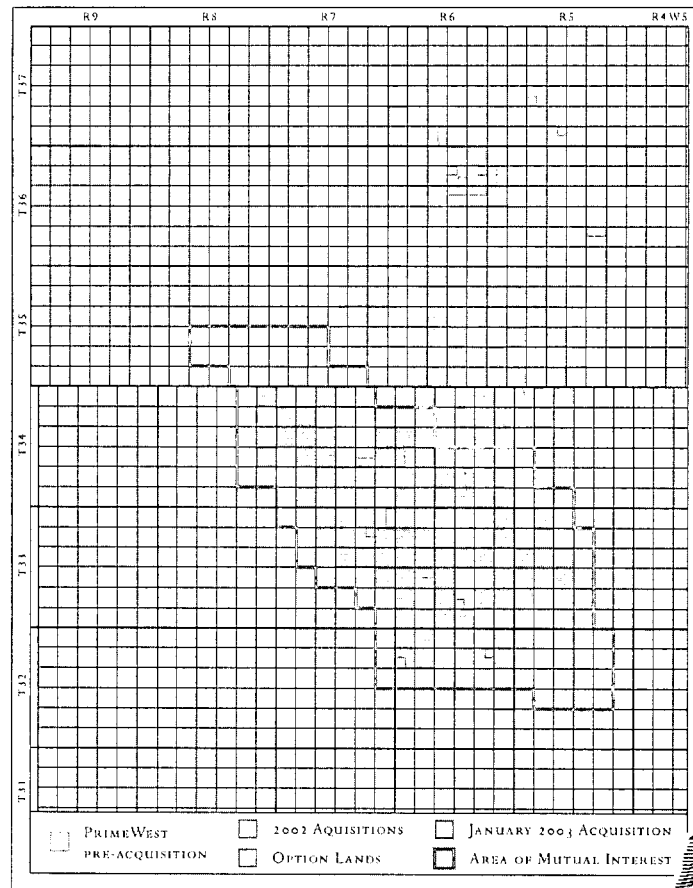 R9 R8 R7 R6 R5 R4W5
T37
T36
T35
T34
T33
T32
T31
PrimeWest pre-acquisition
2002 Aquisitions
Option Lands
January 2003 Acquisition
Area of Mutual Interest